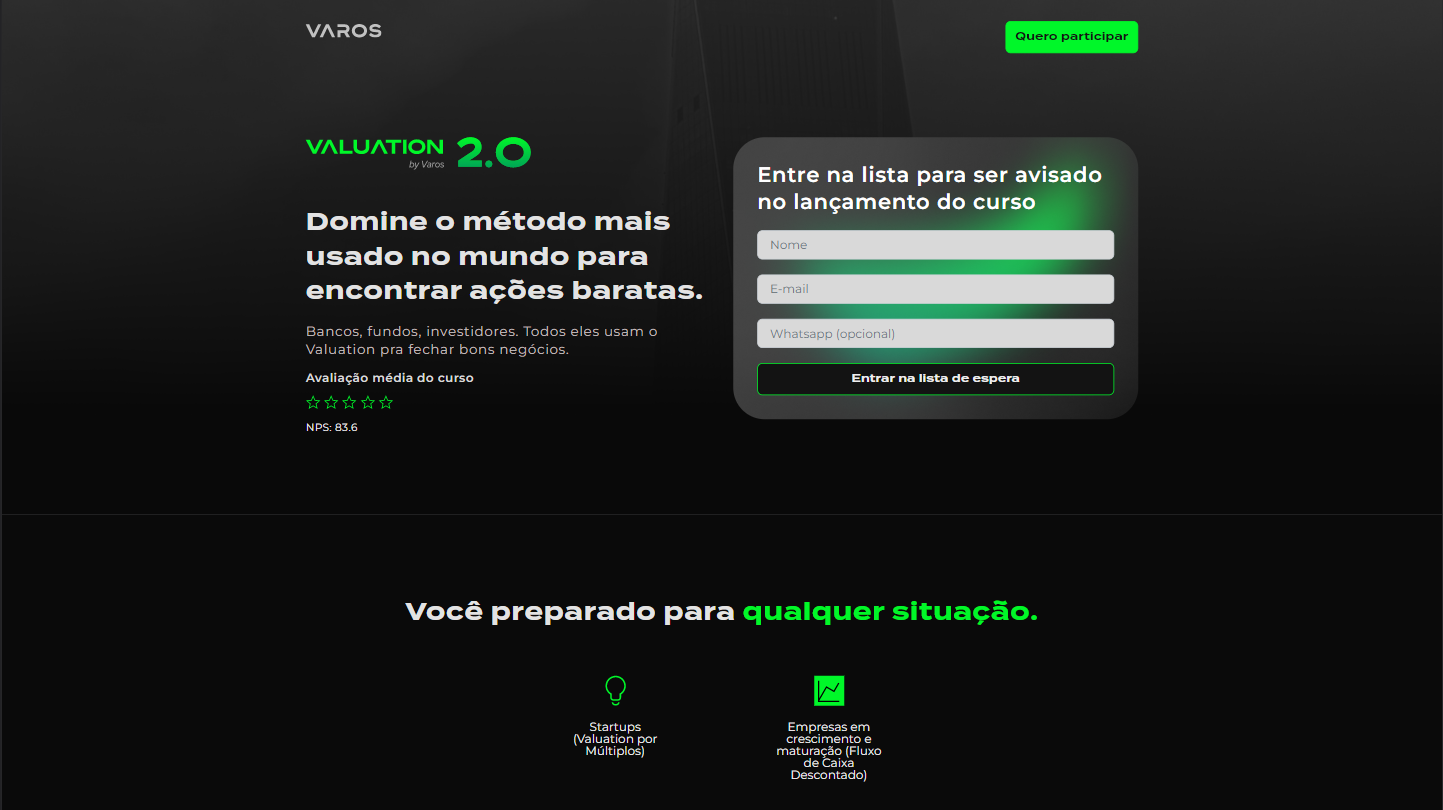 VAROS
Quero participar
VALUATION 2.0
by Varos
Domine o método mais
usado no mundo para
encontrar ações baratas.
Bancos, fundos, investidores. Todos eles usam o
Valuation pra fechar bons negócios.
Avaliação média do curso
NPS: 83.6
Entre na lista para ser avisado
no lançamento do curso
Nome
E-mail
Whatsapp (opcional)
Entrar na lista de espera
Você preparado para qualquer situação.
Startups
(Valuation por
Múltiplos)
Empresas em
crescimento e
maturação (Fluxo
de Caixa
Descontado)